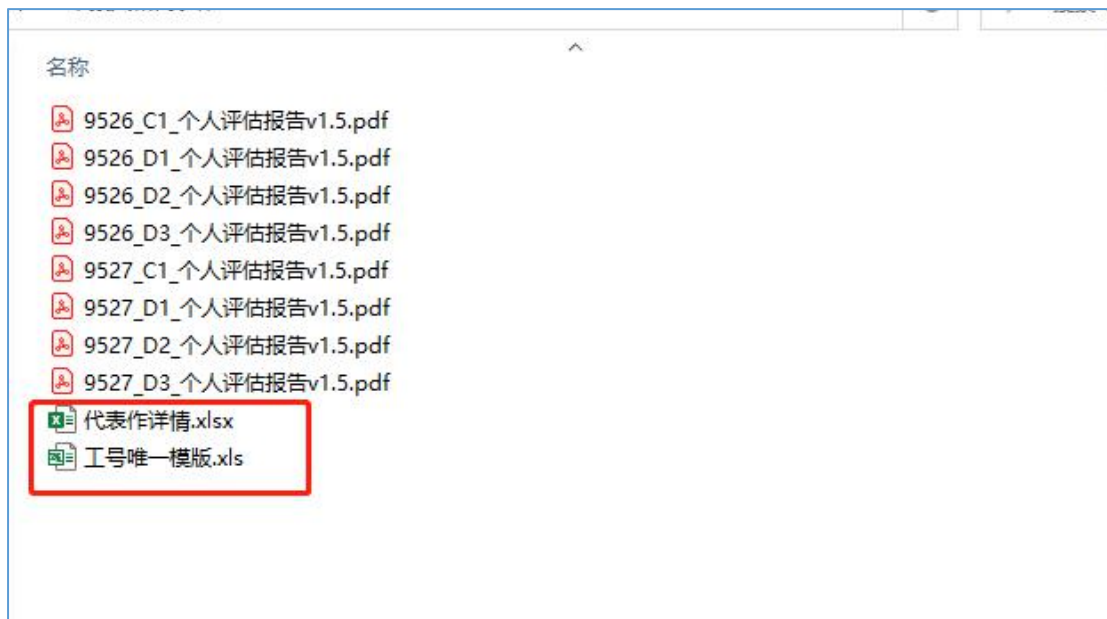 名称
9526_C1_个人评估报告v1.5.pdf
9526_D1_个人评估报告v1.5.pdf
9526_D2_个人评估报告v1.5.pdf
9526_D3_个人评估报告v1.5.pdf
9527_C1_个人评估报告v1.5.pdf
9527_D1_个人评估报告v1.5.pdf
9527_D2_个人评估报告v1.5.pdf
9527_D3_个人评估报告v1.5.pdf
代表作详情.xlsx
工号唯一模版.xls